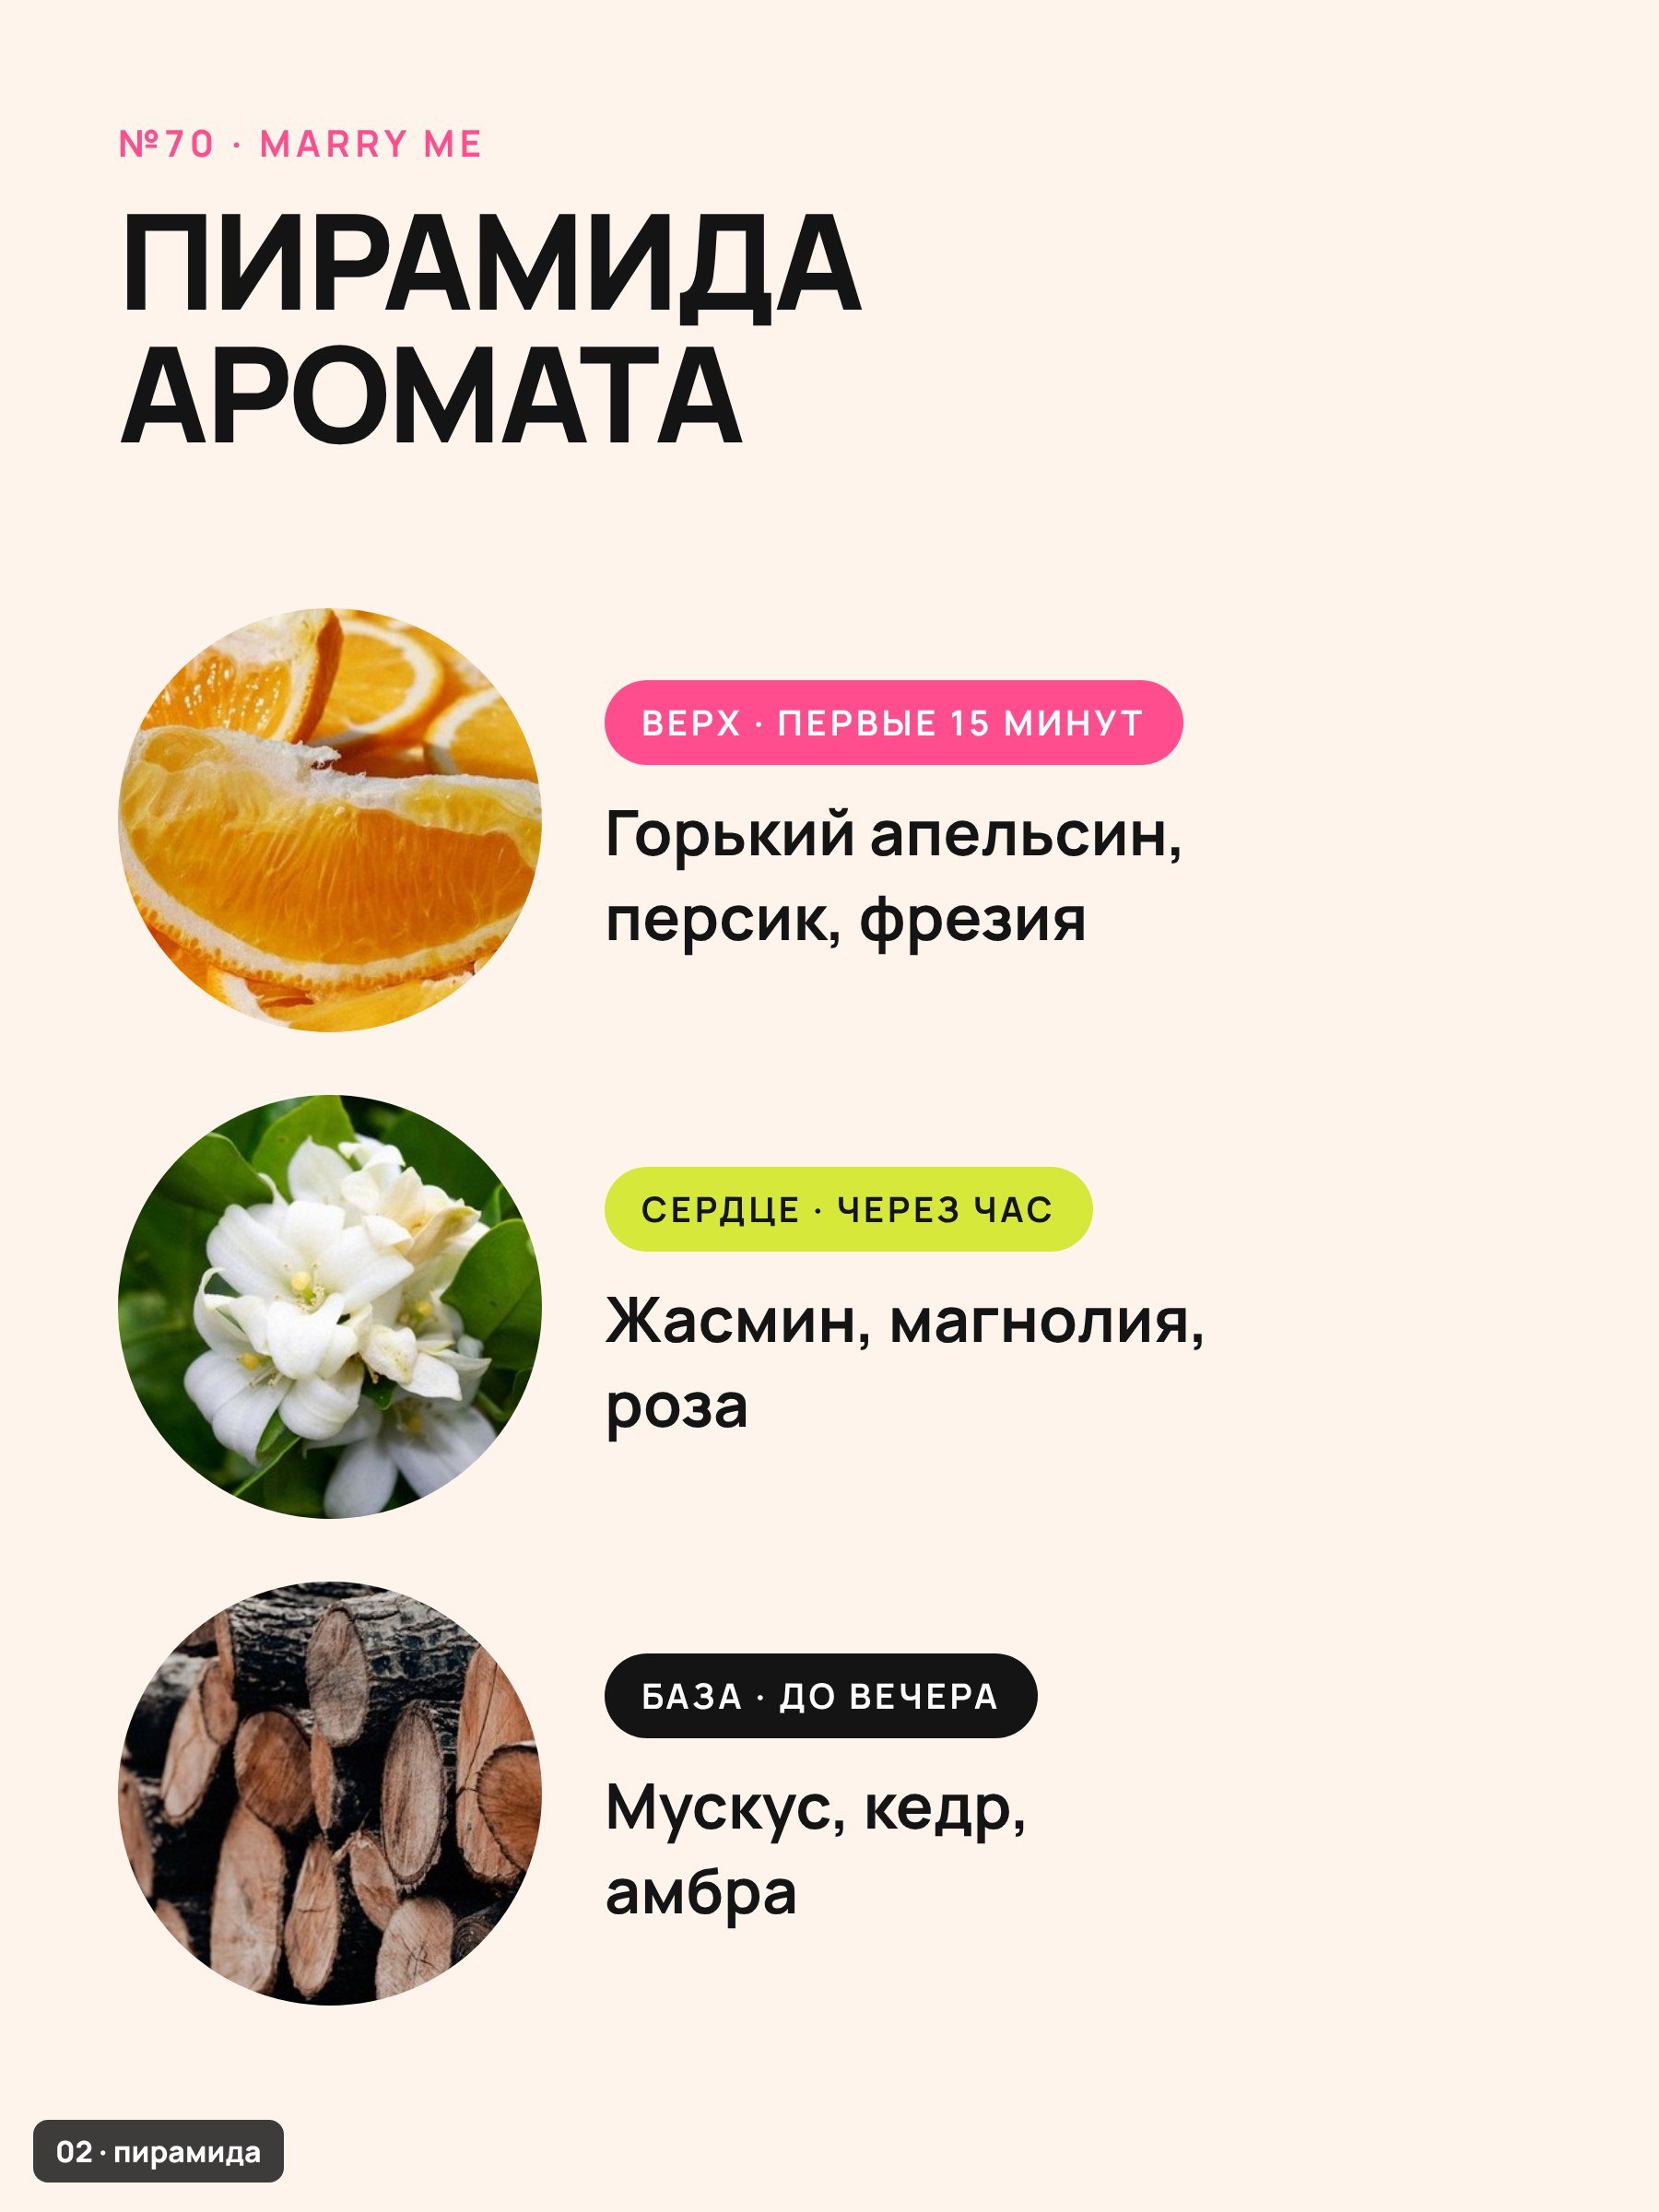 №70 · MARRY ME
ПИРАМИДА
АРОМАТА
ВЕРХ · ПЕРВЫЕ 15 МИНУТ
Горький апельсин,
персик, фрезия
СЕРДЦЕ · ЧЕРЕЗ ЧАС
Жасмин, магнолия,
роза
БАЗА · ДО ВЕЧЕРА
Мускус, кедр,
амбра
02 · пирамида